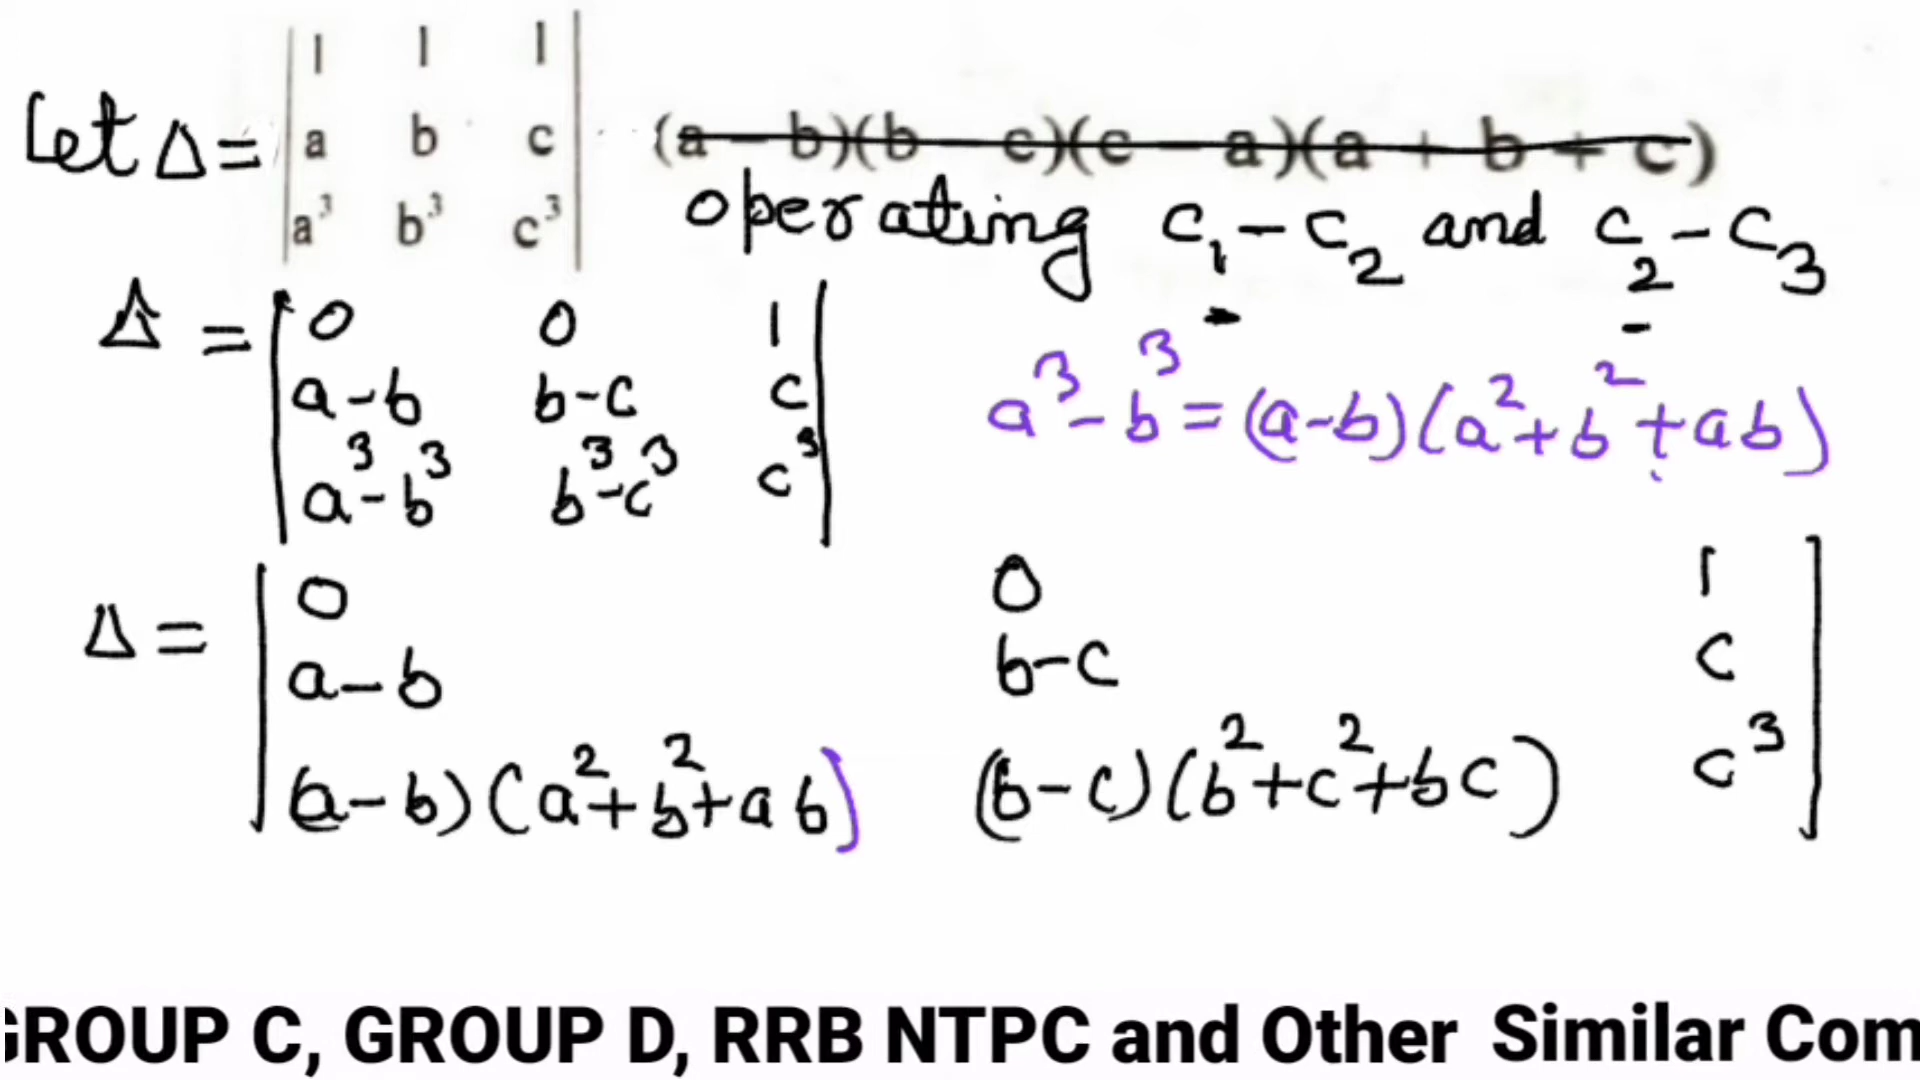 1 1 1
Let Δ = a b c (a − b)(b − c)(c − a)(a + b + c)
a³ b³ c³ operating C₁-C₂ and C₂-C₃
Δ = 0 0 1
a-b b-c c a³-b³=(a-b)(a²+b²+ab)
a³-b³ b³-c³ c³
Δ = 0 0 1
a-b b-c c
(a-b)(a²+b²+ab) (b-c)(b²+c²+bc) c³
GROUP C, GROUP D, RRB NTPC and Other Similar Com